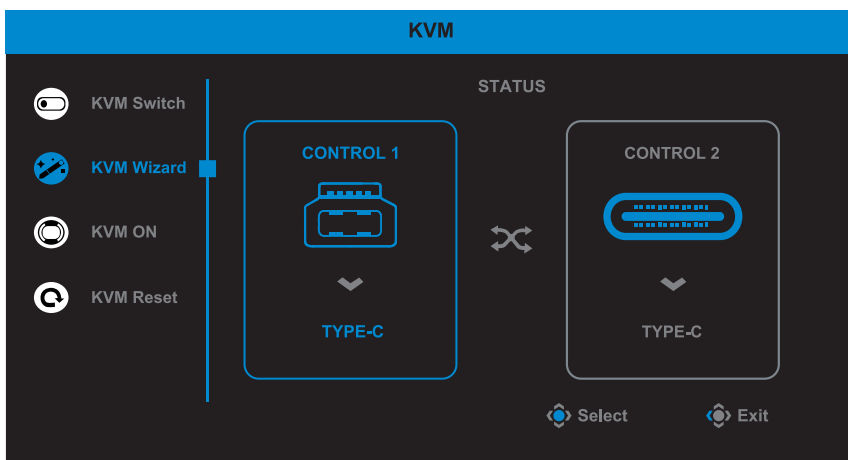 KVM
KVM Switch
KVM Wizard
KVM ON
KVM Reset
STATUS
CONTROL 1
TYPE-C
CONTROL 2
TYPE-C
Select
Exit